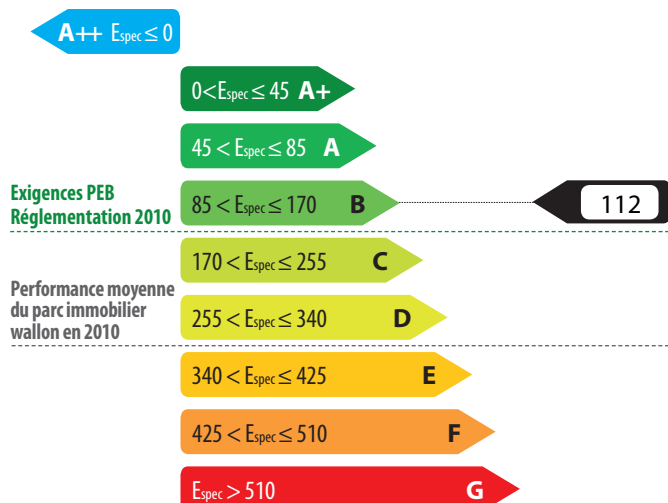 A++ Espec ≤ 0
0<Espec ≤ 45 A+
45 < Espec ≤ 85 A
Exigences PEB
Réglementation 2010
85 < Espec ≤ 170 B
112
170 < Espec ≤ 255 C
Performance moyenne
du parc immobilier
wallon en 2010
255 < Espec ≤ 340 D
340 < Espec ≤ 425 E
425 < Espec ≤ 510 F
Espec > 510 G